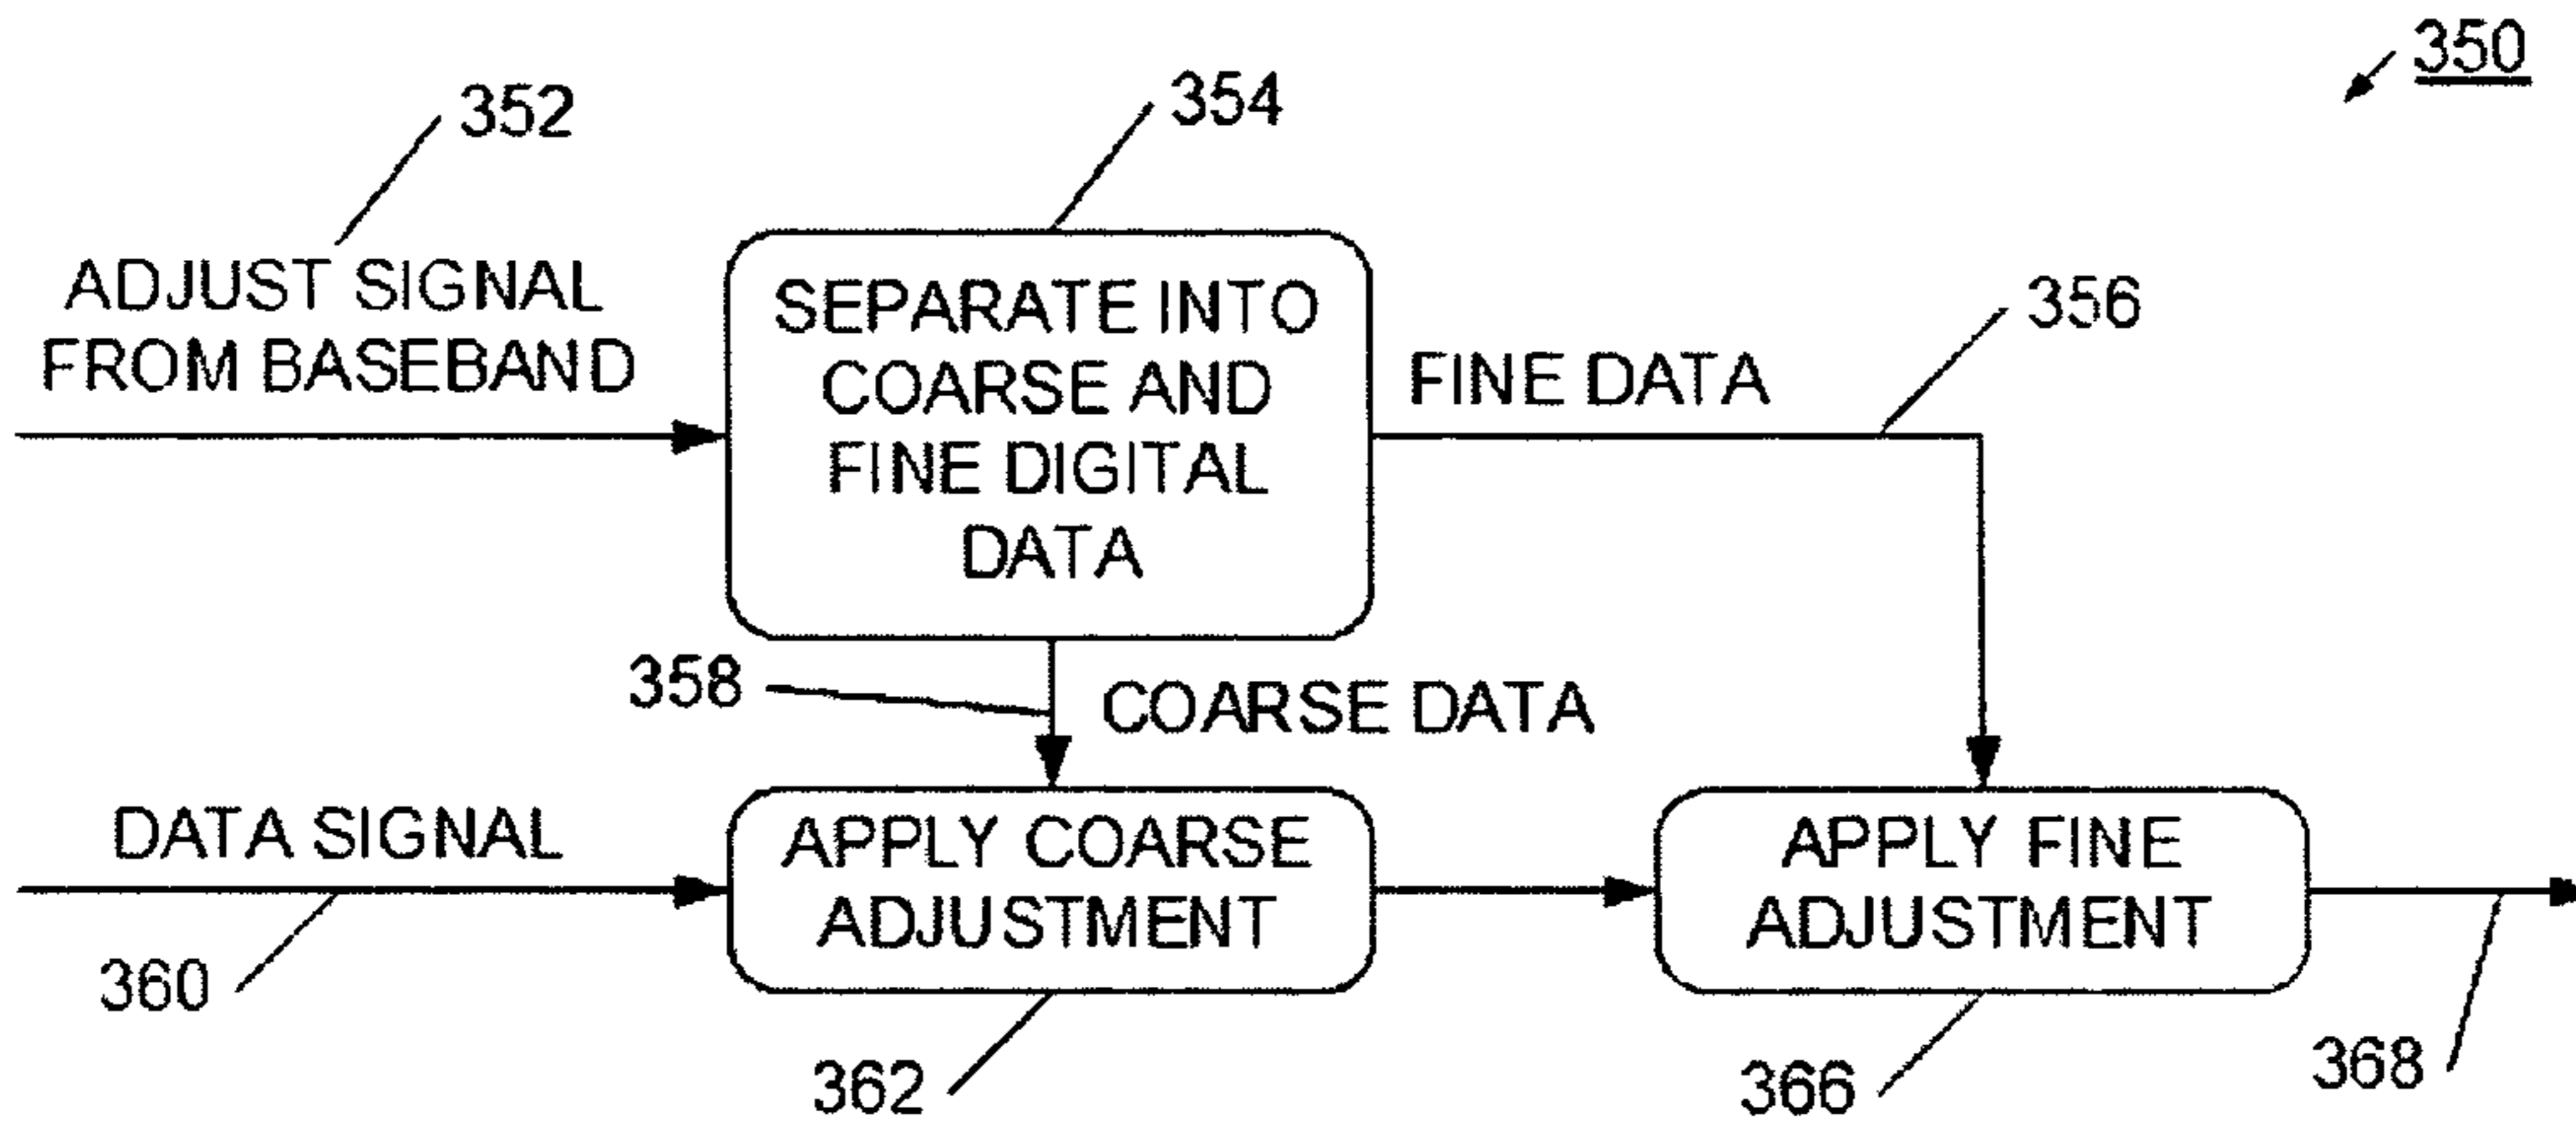 350
352
354
ADJUST SIGNAL
FROM BASEBAND
SEPARATE INTO
COARSE AND
FINE DIGITAL
DATA
356
FINE DATA
358
COARSE DATA
DATA SIGNAL
360
APPLY COARSE
ADJUSTMENT
362
APPLY FINE
ADJUSTMENT
366
368